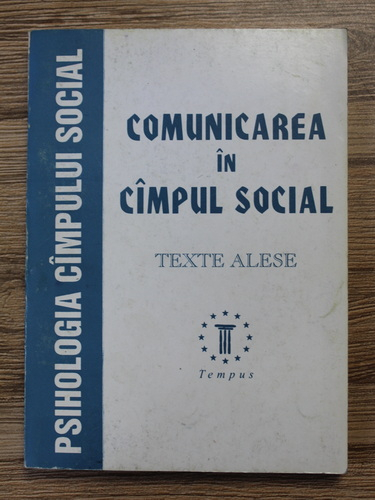 PSIHOLOGIA CÎMPULUI SOCIAL
COMUNICAREA
ÎN
CÎMPUL SOCIAL
TEXTE ALESE
Tempus